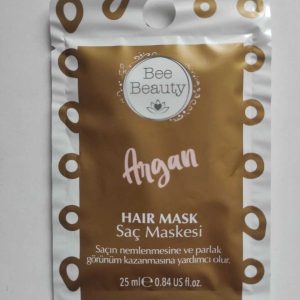 Bee
Beauty
Argan
HAIR MASK
Saç Maskesi
Saçın nemlenmesine ve parlak
görünüm kazanmasına yardımcı olur.
25 ml ℮ 0.84 US fl.oz.